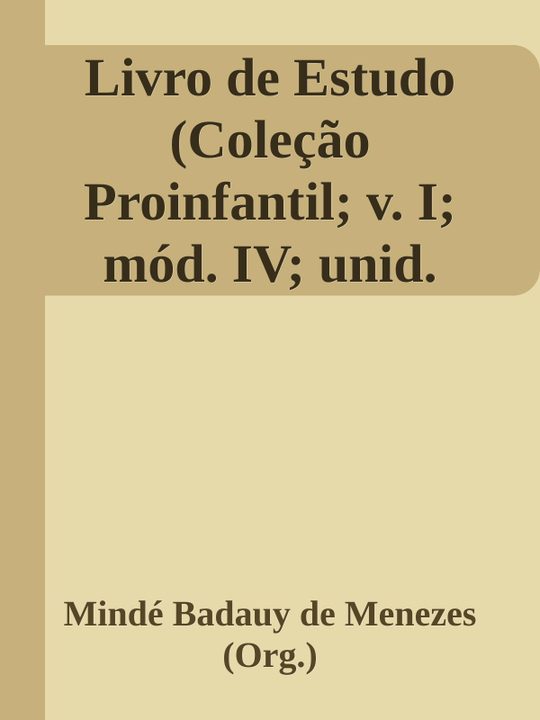 Livro de Estudo
(Coleção
Proinfantil; v. I;
mód. IV; unid.
Mindé Badauy de Menezes
(Org.)